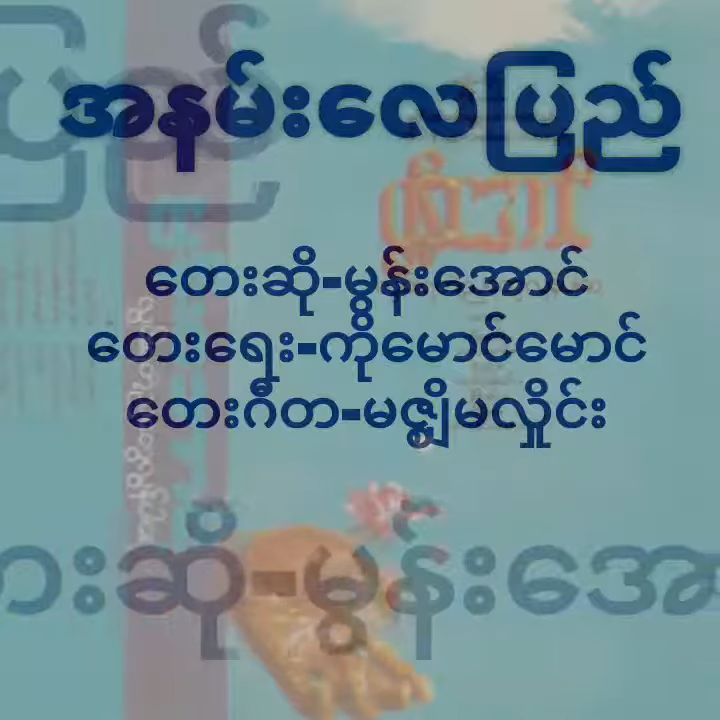 အနမ်းလေပြည်
တေးဆို-မွန်းအောင်
တေးရေး-ကိုမောင်မောင်
တေးဂီတ-မဇ္ဈိမလှိုင်း